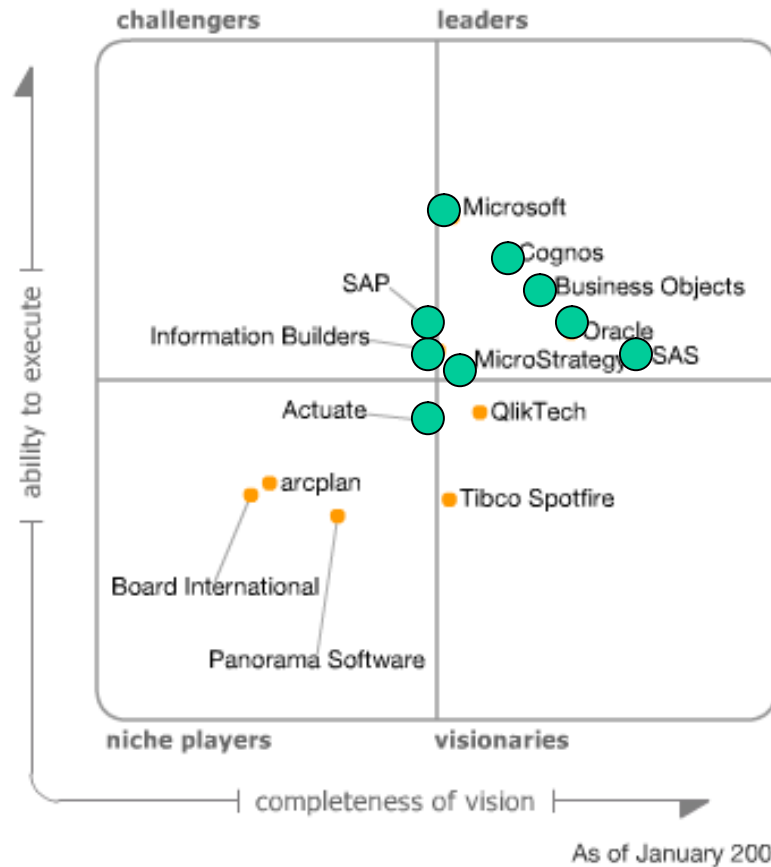 challengers
leaders
Microsoft
Cognos
SAP
Business Objects
Oracle
Information Builders
MicroStrategy
SAS
Actuate
QlikTech
arcplan
Tibco Spotfire
Board International
Panorama Software
niche players
visionaries
ability to execute
completeness of vision
As of January 200